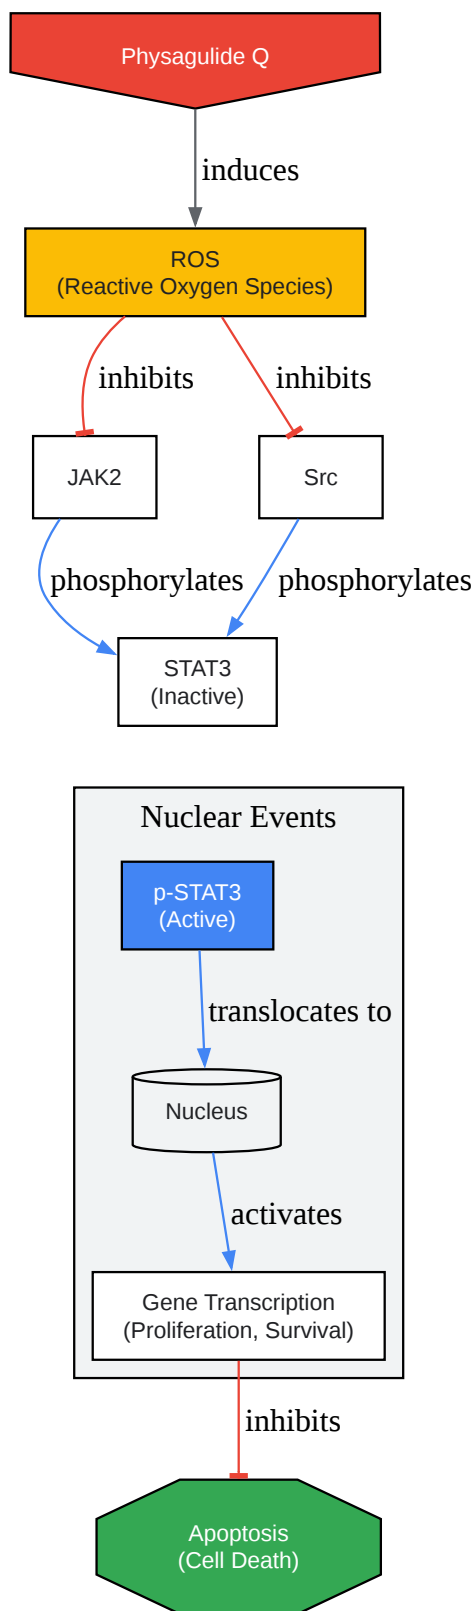 Physagulide Q
induces
ROS
(Reactive Oxygen Species)
inhibits
inhibits
JAK2
Src
phosphorylates
phosphorylates
STAT3
(Inactive)
Nuclear Events
p-STAT3
(Active)
translocates to
Nucleus
activates
Gene Transcription
(Proliferation, Survival)
inhibits
Apoptosis
(Cell Death)